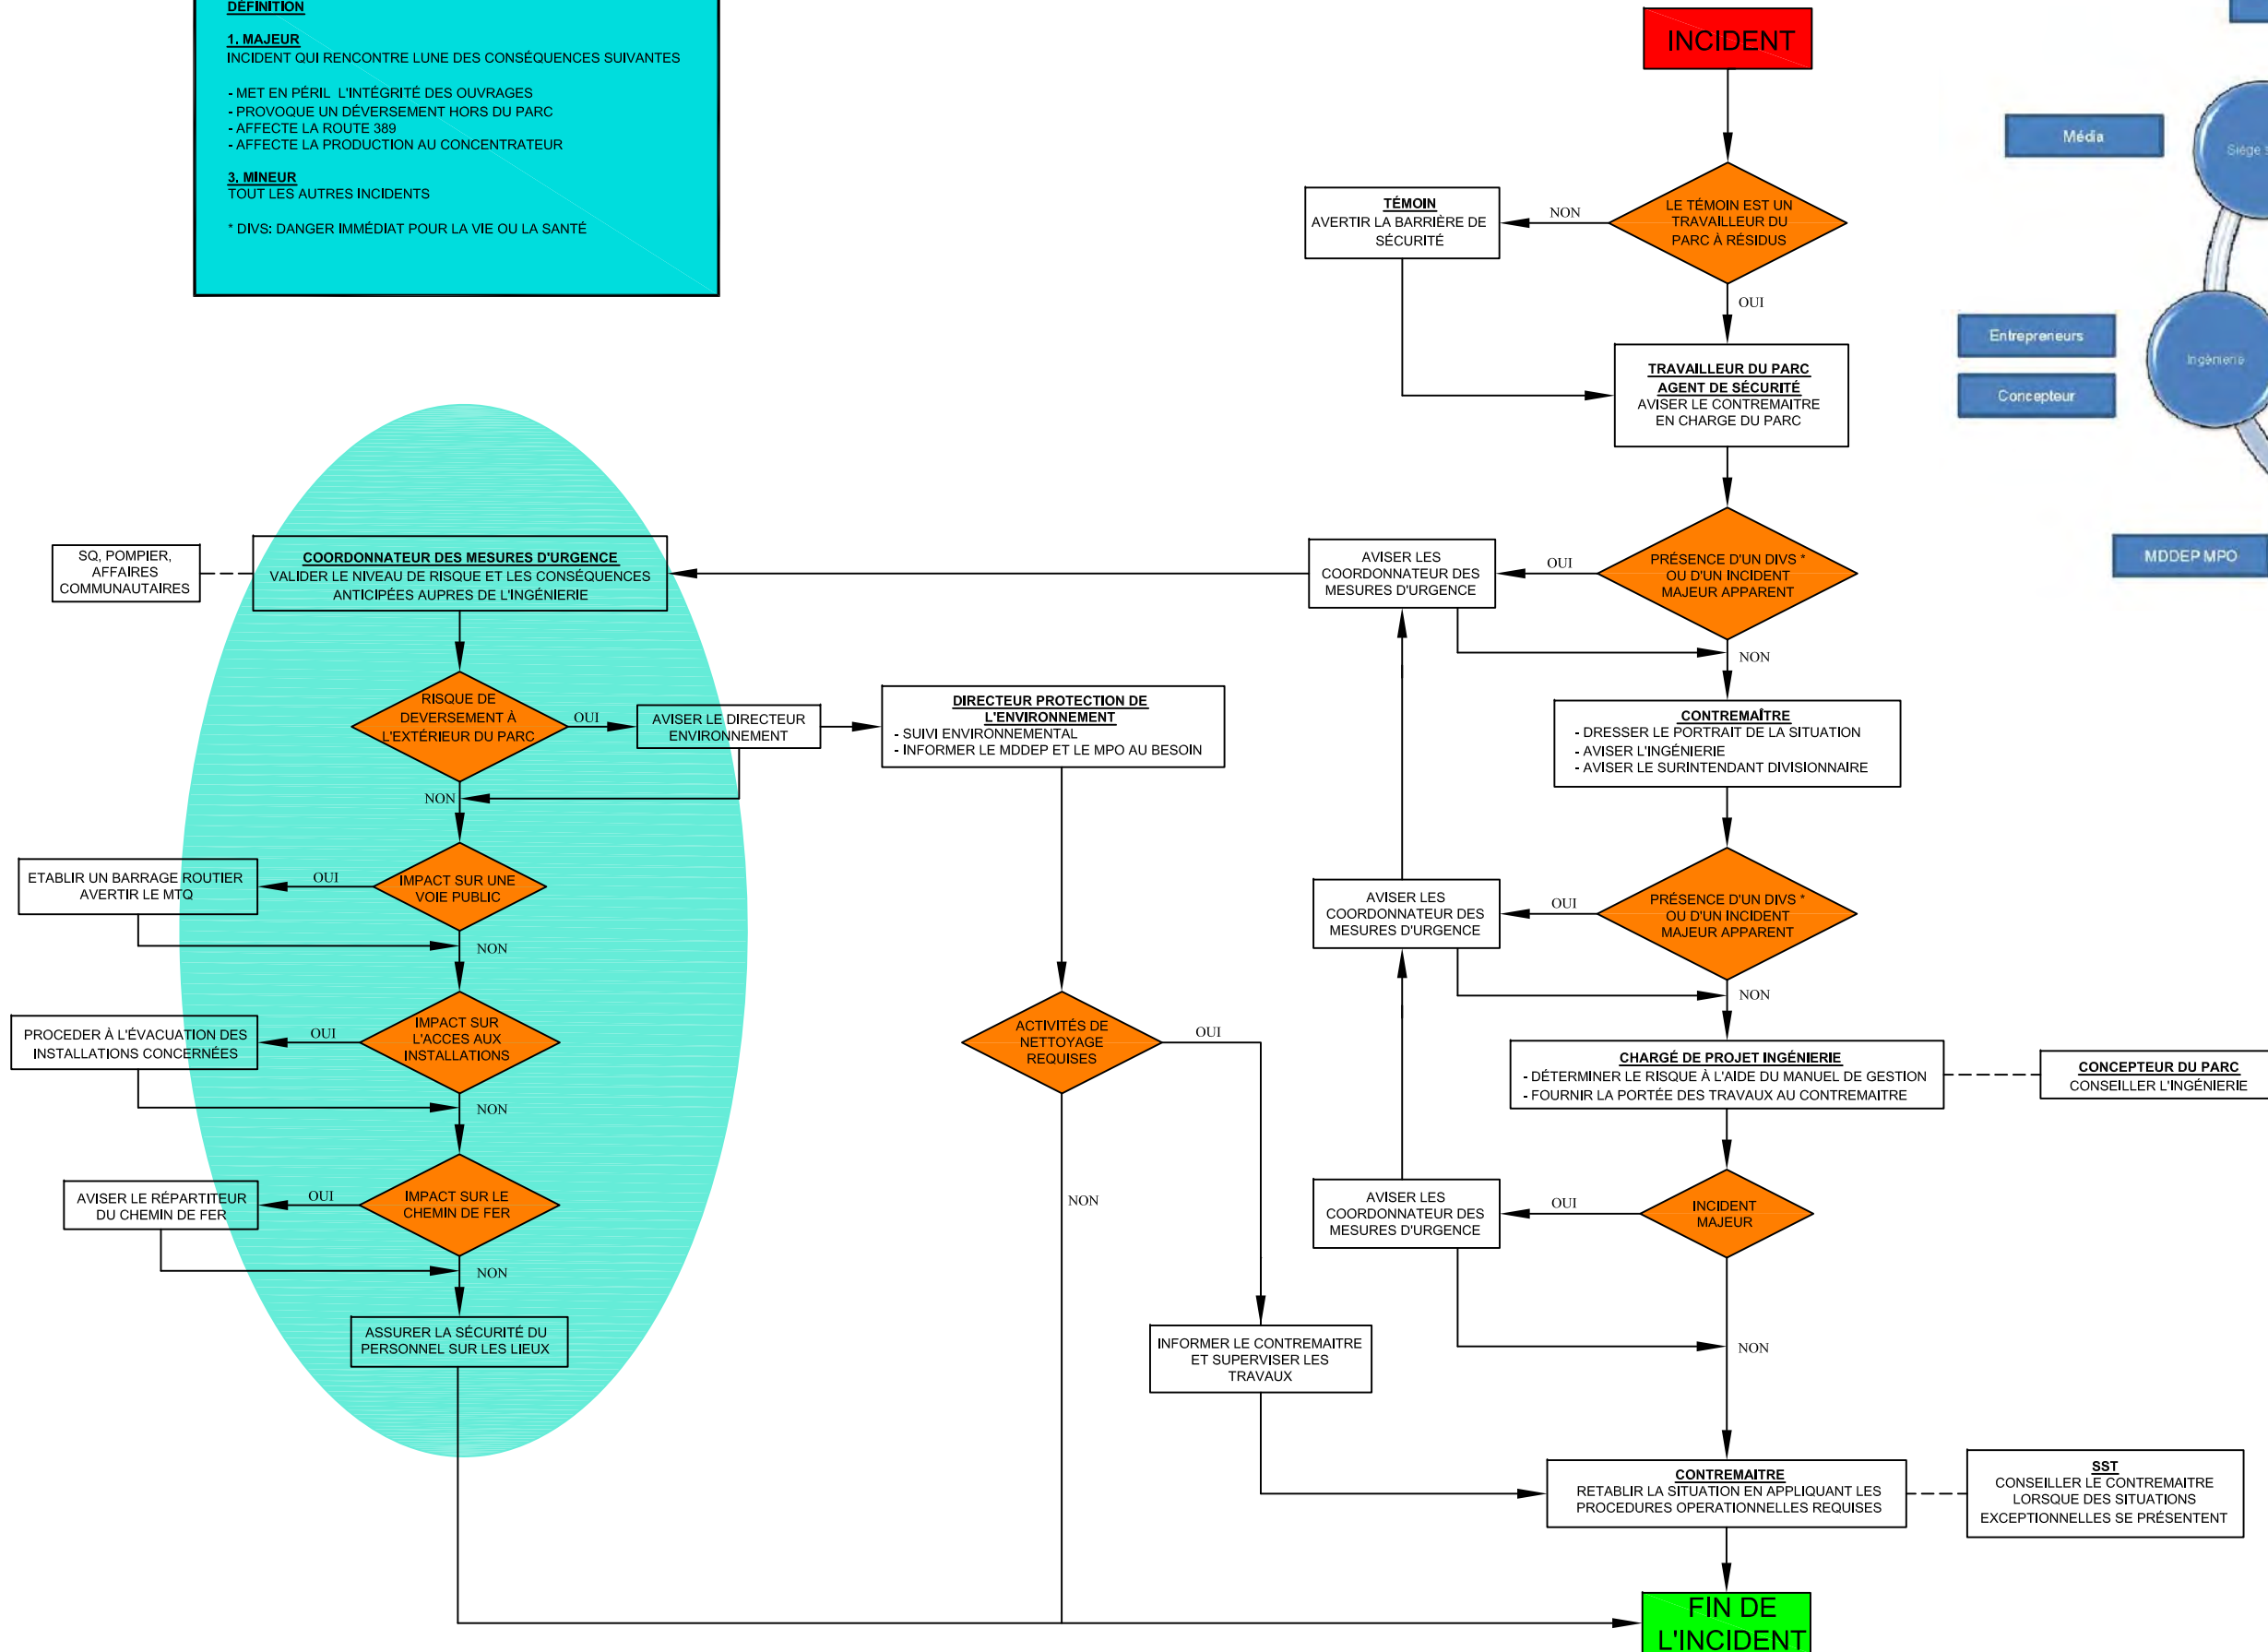 DÉFINITION
1. MAJEUR
INCIDENT QUI RENCONTRE LUNE DES CONSÉQUENCES SUIVANTES
- MET EN PÉRIL L'INTÉGRITÉ DES OUVRAGES
- PROVOQUE UN DÉVERSEMENT HORS DU PARC
- AFFECTE LA ROUTE 389
- AFFECTE LA PRODUCTION AU CONCENTRATEUR
3. MINEUR
TOUT LES AUTRES INCIDENTS
* DIVS: DANGER IMMÉDIAT POUR LA VIE OU LA SANTÉ
INCIDENT
LE TÉMOIN EST UN
TRAVAILLEUR DU
PARC À RÉSIDUS
NON
TÉMOIN
AVERTIR LA BARRIÈRE DE
SÉCURITÉ
OUI
TRAVAILLEUR DU PARC
AGENT DE SÉCURITÉ
AVISER LE CONTREMAITRE
EN CHARGE DU PARC
PRÉSENCE D'UN DIVS *
OU D'UN INCIDENT
MAJEUR APPARENT
OUI
AVISER LES
COORDONNATEUR DES
MESURES D'URGENCE
NON
CONTREMAÎTRE
- DRESSER LE PORTRAIT DE LA SITUATION
- AVISER L'INGÉNIERIE
- AVISER LE SURINTENDANT DIVISIONNAIRE
PRÉSENCE D'UN DIVS *
OU D'UN INCIDENT
MAJEUR APPARENT
OUI
AVISER LES
COORDONNATEUR DES
MESURES D'URGENCE
NON
CHARGÉ DE PROJET INGÉNIERIE
- DÉTERMINER LE RISQUE À L'AIDE DU MANUEL DE GESTION
- FOURNIR LA PORTÉE DES TRAVAUX AU CONTREMAITRE
CONCEPTEUR DU PARC
CONSEILLER L'INGÉNIERIE
INCIDENT
MAJEUR
OUI
AVISER LES
COORDONNATEUR DES
MESURES D'URGENCE
NON
CONTREMAITRE
RETABLIR LA SITUATION EN APPLIQUANT LES
PROCEDURES OPERATIONNELLES REQUISES
SST
CONSEILLER LE CONTREMAITRE
LORSQUE DES SITUATIONS
EXCEPTIONNELLES SE PRÉSENTENT
FIN DE
L'INCIDENT
SQ, POMPIER,
AFFAIRES
COMMUNAUTAIRES
COORDONNATEUR DES MESURES D'URGENCE
VALIDER LE NIVEAU DE RISQUE ET LES CONSÉQUENCES
ANTICIPÉES AUPRES DE L'INGÉNIERIE
RISQUE DE
DEVERSEMENT À
L'EXTÉRIEUR DU PARC
OUI
AVISER LE DIRECTEUR
ENVIRONNEMENT
DIRECTEUR PROTECTION DE
L'ENVIRONNEMENT
- SUIVI ENVIRONNEMENTAL
- INFORMER LE MDDEP ET LE MPO AU BESOIN
NON
IMPACT SUR UNE
VOIE PUBLIC
OUI
ETABLIR UN BARRAGE ROUTIER
AVERTIR LE MTQ
NON
IMPACT SUR
L'ACCES AUX
INSTALLATIONS
OUI
PROCEDER À L'ÉVACUATION DES
INSTALLATIONS CONCERNÉES
NON
IMPACT SUR LE
CHEMIN DE FER
OUI
AVISER LE RÉPARTITEUR
DU CHEMIN DE FER
NON
ASSURER LA SÉCURITÉ DU
PERSONNEL SUR LES LIEUX
ACTIVITÉS DE
NETTOYAGE
REQUISES
OUI
NON
INFORMER LE CONTREMAITRE
ET SUPERVISER LES
TRAVAUX
Média
Siège
Entrepreneurs
Concepteur
Ingénierie
MDDEP MPO